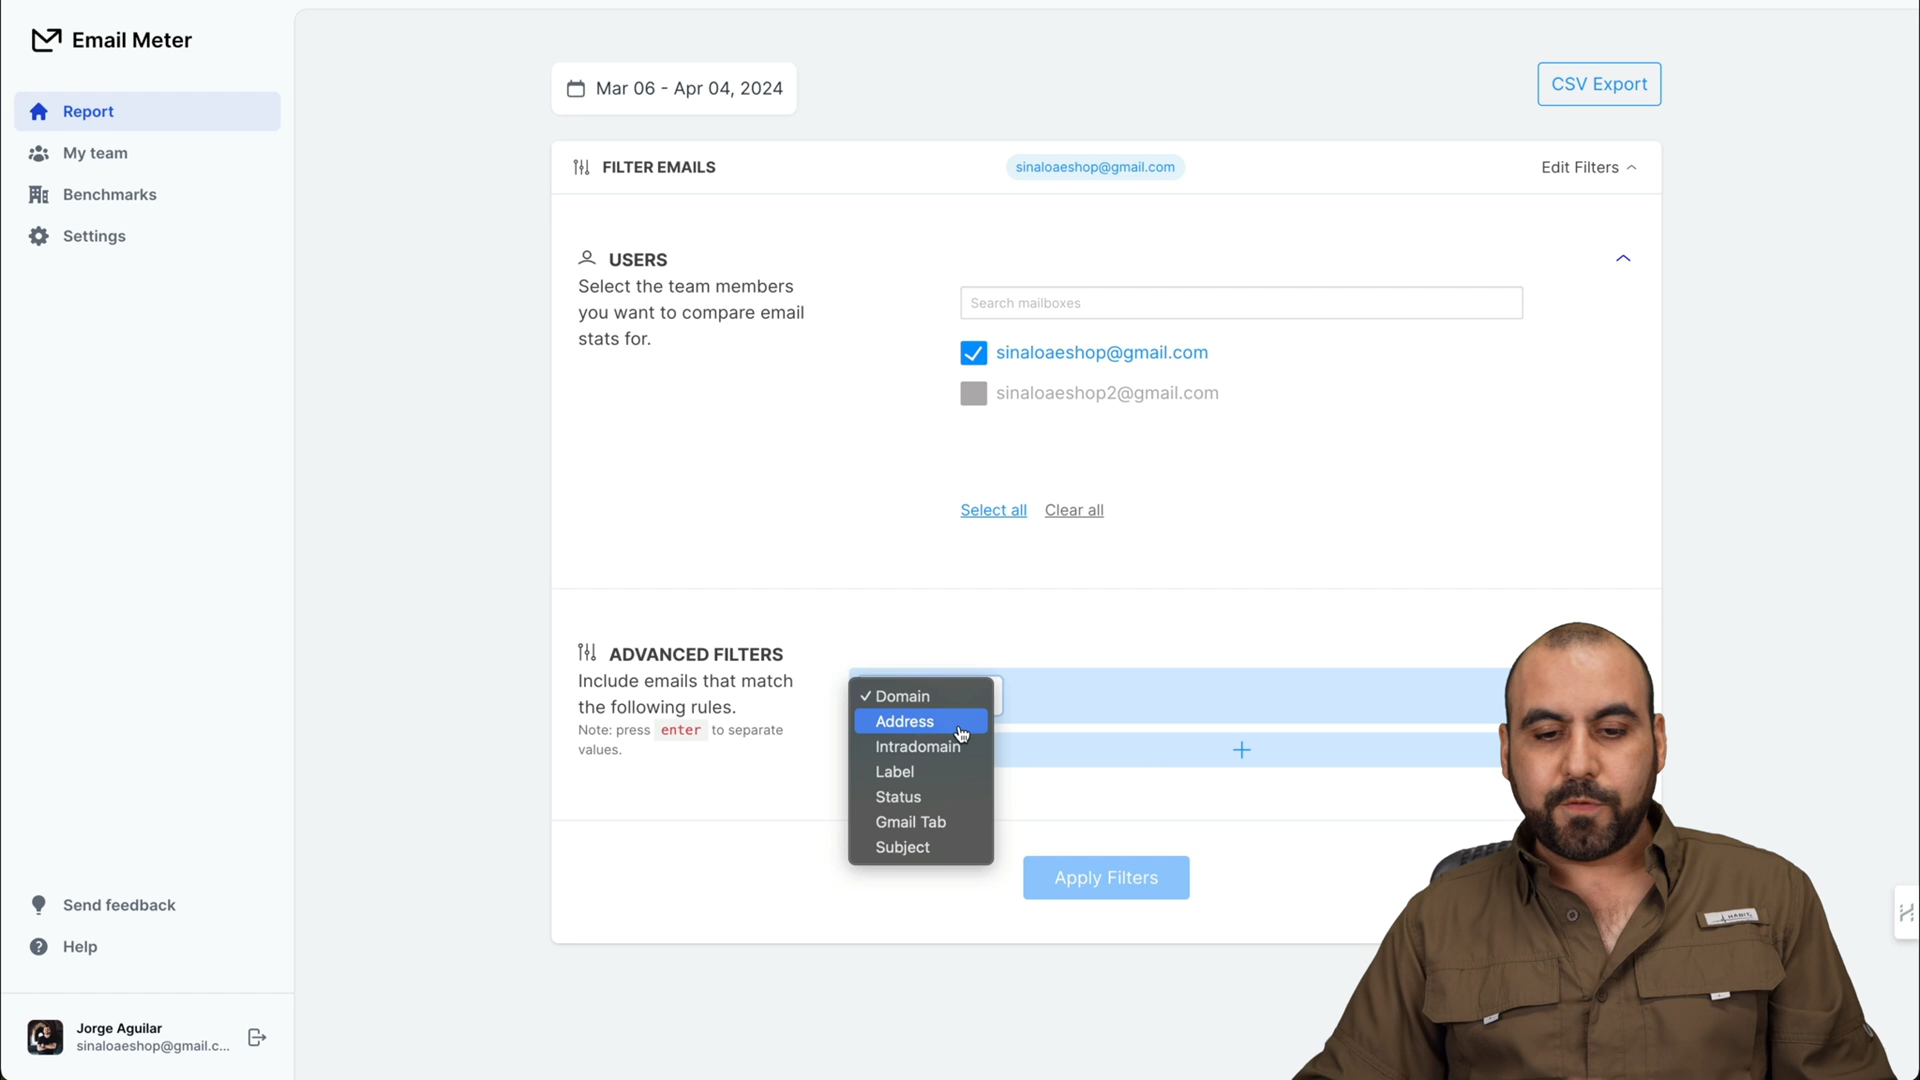 Email Meter
Report
My team
Benchmarks
Settings
Mar 06 - Apr 04, 2024
CSV Export
FILTER EMAILS
sinaloaeshop@gmail.com
Edit Filters
USERS
Select the team members
you want to compare email
stats for.
Search mailboxes
sinaloaeshop@gmail.com
sinaloaeshop2@gmail.com
Select all
Clear all
ADVANCED FILTERS
Include emails that match
the following rules.
Note: press enter to separate
values.
✓ Domain
Address
Intradomain
Label
Status
Gmail Tab
Subject
Apply Filters
HABIT
Send feedback
Help
Jorge Aguilar
sinaloaeshop@gmail.c...